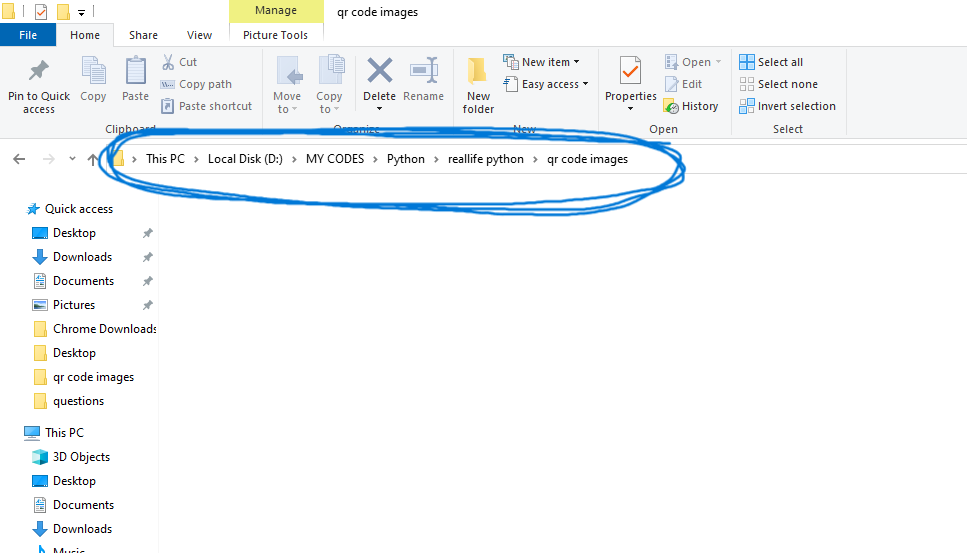 Manage qr code images
File Home Share View Picture Tools
Pin to Quick access
Copy
Paste
Cut
Copy path
Paste shortcut
Clipboard
Move to
Copy to
Delete
Rename
Organize
New folder
New item
Easy access
New
Properties
Open
Edit
History
Open
Select all
Select none
Invert selection
Select
This PC > Local Disk (D:) > MY CODES > Python > reallife python > qr code images
Quick access
Desktop
Downloads
Documents
Pictures
Chrome Downloads
Desktop
qr code images
questions
This PC
3D Objects
Desktop
Documents
Downloads
Music